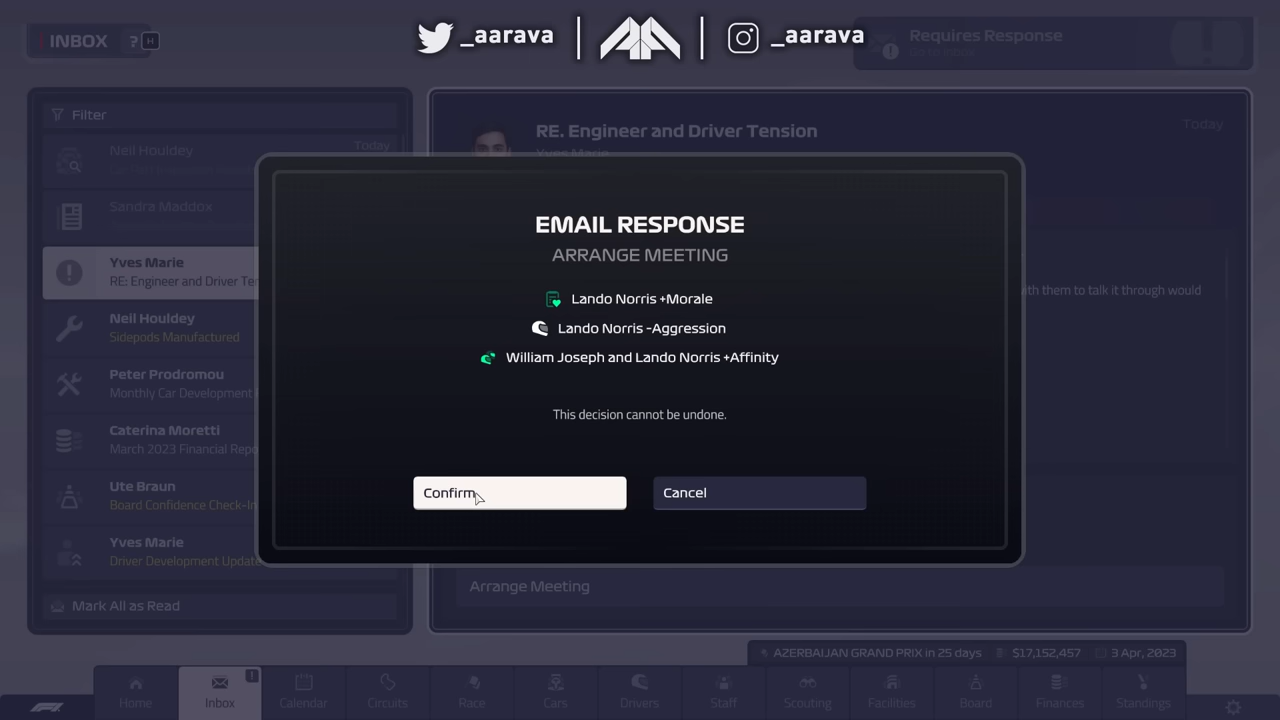 _aarava
_aarava
INBOX
?
H
Requires Response
Go to Inbox
Filter
Neil Houldey
Today
Sandra Maddox
Yves Marie
RE: Engineer and Driver Ten
Neil Houldey
Sidepods Manufactured
Peter Prodromou
Monthly Car Development
Caterina Moretti
March 2023 Financial Repo
Ute Braun
Board Confidence Check-In
Yves Marie
Driver Development Update
Mark All as Read
RE. Engineer and Driver Tension
Yves Marie
Today
with them to talk it through would
EMAIL RESPONSE
ARRANGE MEETING
Lando Norris +Morale
Lando Norris -Aggression
William Joseph and Lando Norris +Affinity
This decision cannot be undone.
Confirm
Cancel
Arrange Meeting
AZERBAIJAN GRAND PRIX in 25 days
$17,152,457
3 Apr, 2023
Home
Inbox
Calendar
Circuits
Race
Cars
Drivers
Staff
Scouting
Facilities
Board
Finances
Standings